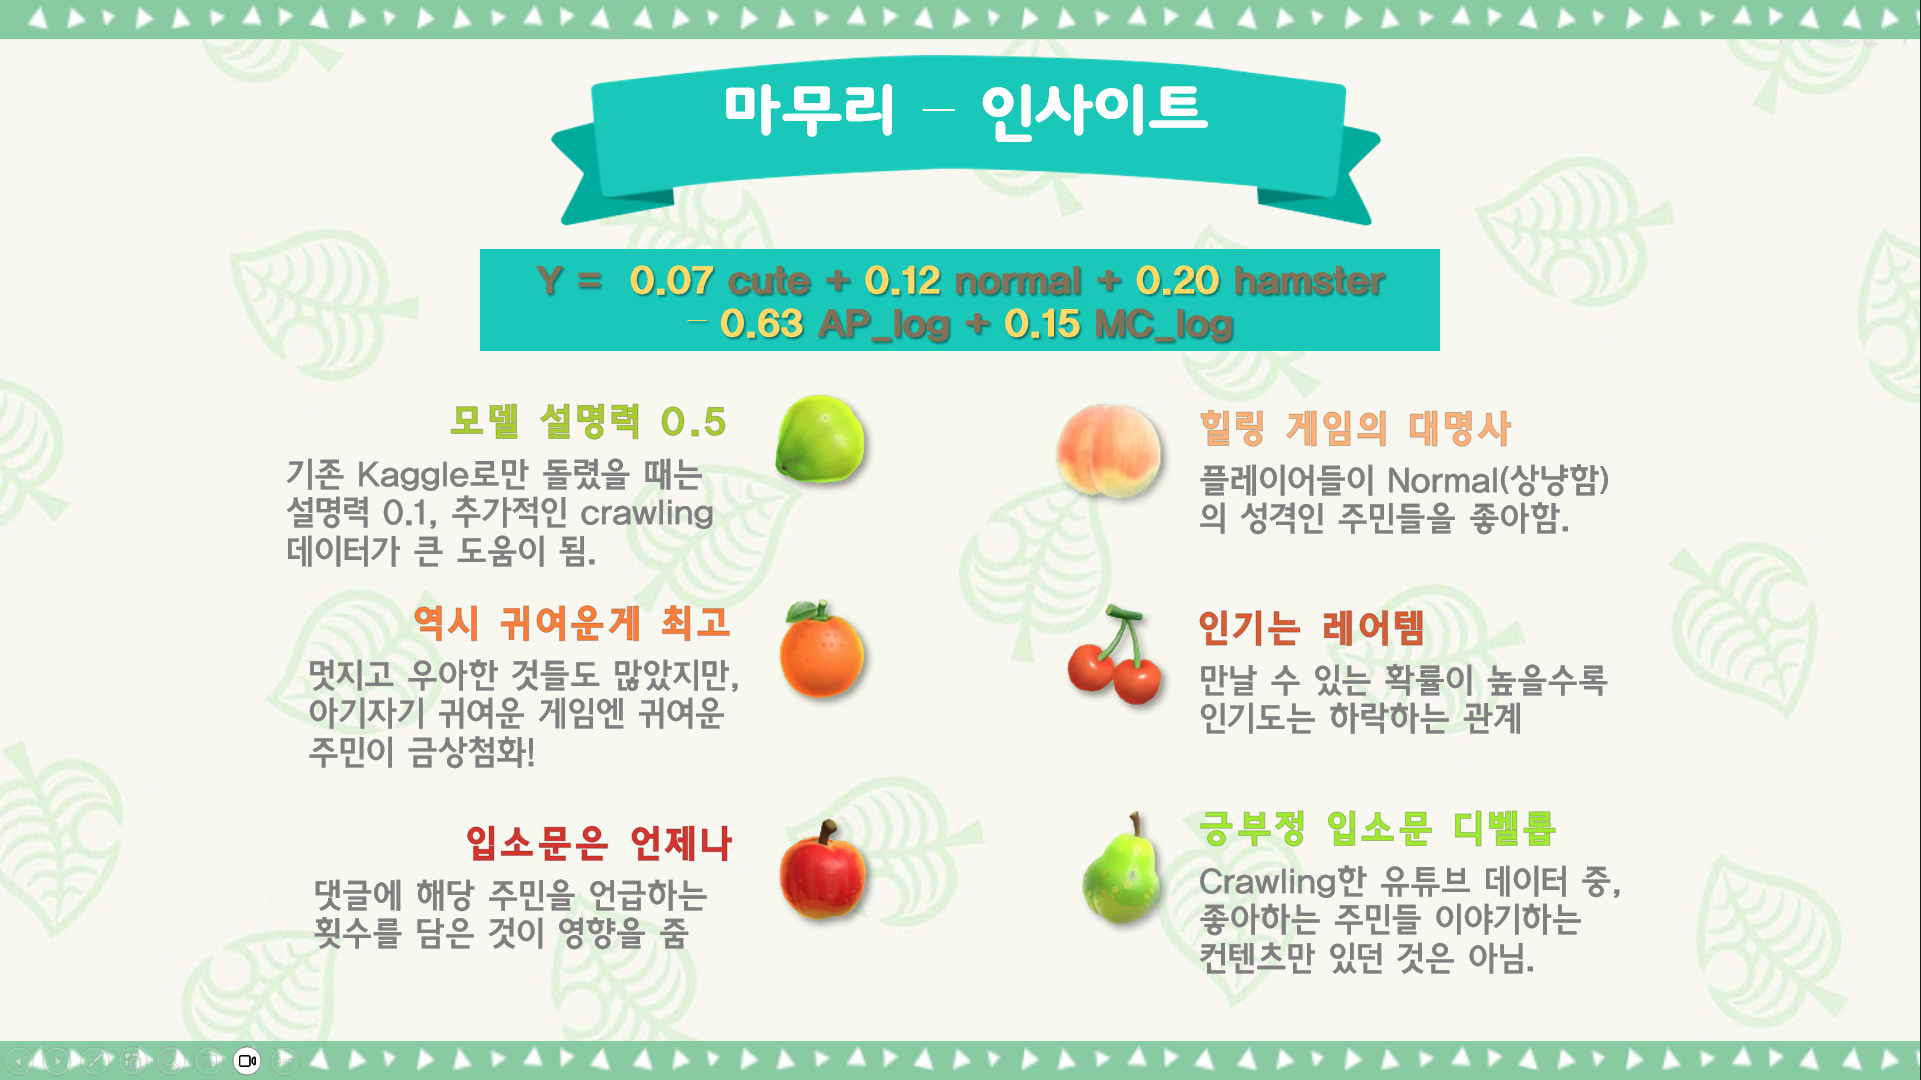 마무리 – 인사이트
Y = 0.07 cute + 0.12 normal + 0.20 hamster
– 0.63 AP_log + 0.15 MC_log
모델 설명력 0.5
기존 Kaggle로만 돌렸을 때는
설명력 0.1, 추가적인 crawling
데이터가 큰 도움이 됨.
역시 귀여운게 최고
멋지고 우아한 것들도 많았지만,
아기자기 귀여운 게임엔 귀여운
주민이 금상첨화!
입소문은 언제나
댓글에 해당 주민을 언급하는
횟수를 담은 것이 영향을 줌
힐링 게임의 대명사
플레이어들이 Normal(상냥함)
의 성격인 주민들을 좋아함.
인기는 레어템
만날 수 있는 확률이 높을수록
인기도는 하락하는 관계
긍부정 입소문 디벨롭
Crawling한 유튜브 데이터 중,
좋아하는 주민들 이야기하는
컨텐츠만 있던 것은 아님.